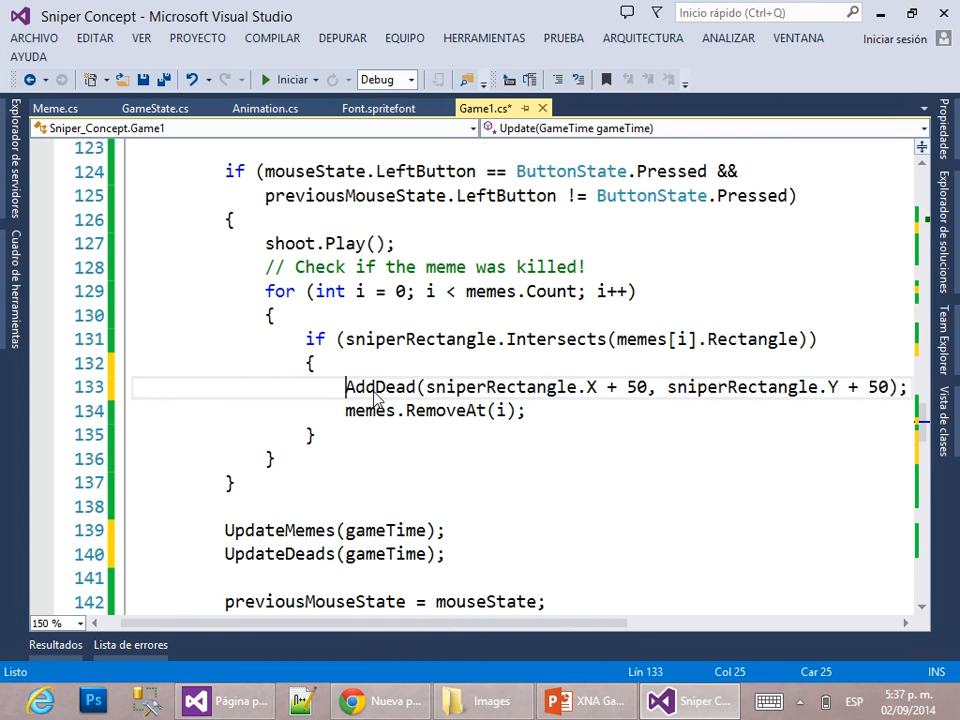 Sniper Concept - Microsoft Visual Studio
Inicio rápido (Ctrl+Q)
ARCHIVO EDITAR VER PROYECTO COMPILAR DEPURAR EQUIPO HERRAMIENTAS PRUEBA ARQUITECTURA ANALIZAR VENTANA Iniciar sesión
AYUDA
Iniciar Debug
Meme.cs GameState.cs Animation.cs Font.spritefont Game1.cs*
Sniper_Concept.Game1 Update(GameTime gameTime)
Explorador de servidores
Cuadro de herramientas
123
124 if (mouseState.LeftButton == ButtonState.Pressed &&
125 previousMouseState.LeftButton != ButtonState.Pressed)
126 {
127 shoot.Play();
128 // Check if the meme was killed!
129 for (int i = 0; i < memes.Count; i++)
130 {
131 if (sniperRectangle.Intersects(memes[i].Rectangle))
132 {
133 AddDead(sniperRectangle.X + 50, sniperRectangle.Y + 50);
134 memes.RemoveAt(i);
135 }
136 }
137 }
138
139 UpdateMemes(gameTime);
140 UpdateDeads(gameTime);
141
142 previousMouseState = mouseState;
Propiedades
Explorador de soluciones
Team Explorer
Vista de clases
150 %
Resultados Lista de errores
Listo Lín 133 Col 25 Car 25 INS
Ps Página p... Nueva p... Images XNA Ga... Sniper C... ESP 5:37 p. m.
02/09/2014